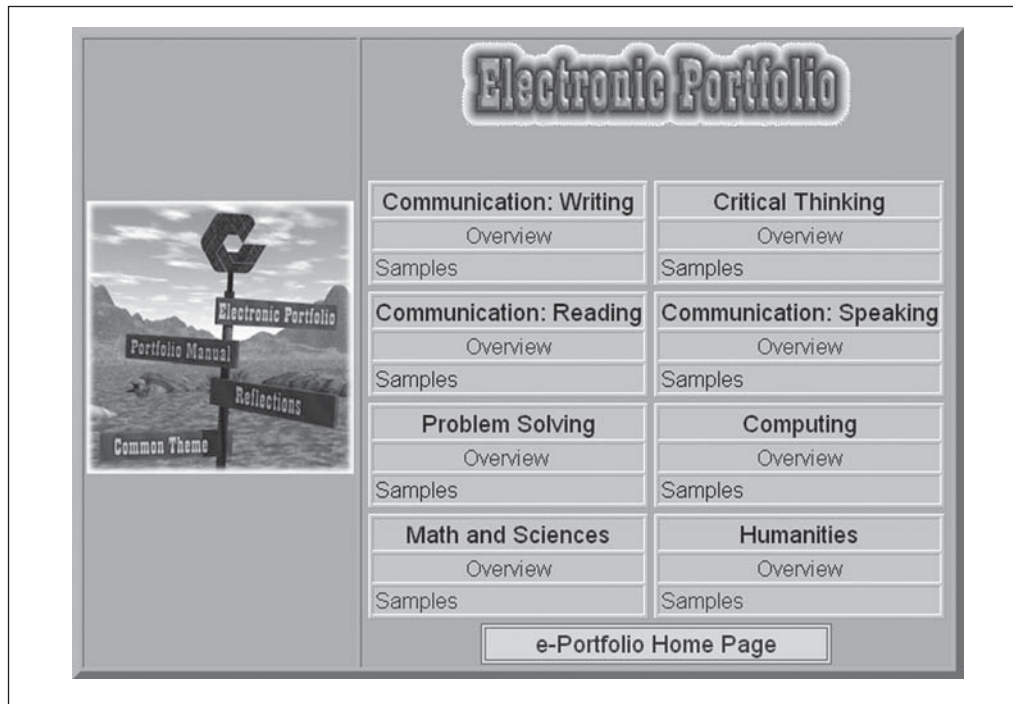 Electronic Portfolio
Electronic Portfolio
Portfolio Manual
Reflections
Common Theme
Communication: Writing
Overview
Samples
Critical Thinking
Overview
Samples
Communication: Reading
Overview
Samples
Communication: Speaking
Overview
Samples
Problem Solving
Overview
Samples
Computing
Overview
Samples
Math and Sciences
Overview
Samples
Humanities
Overview
Samples
e-Portfolio Home Page